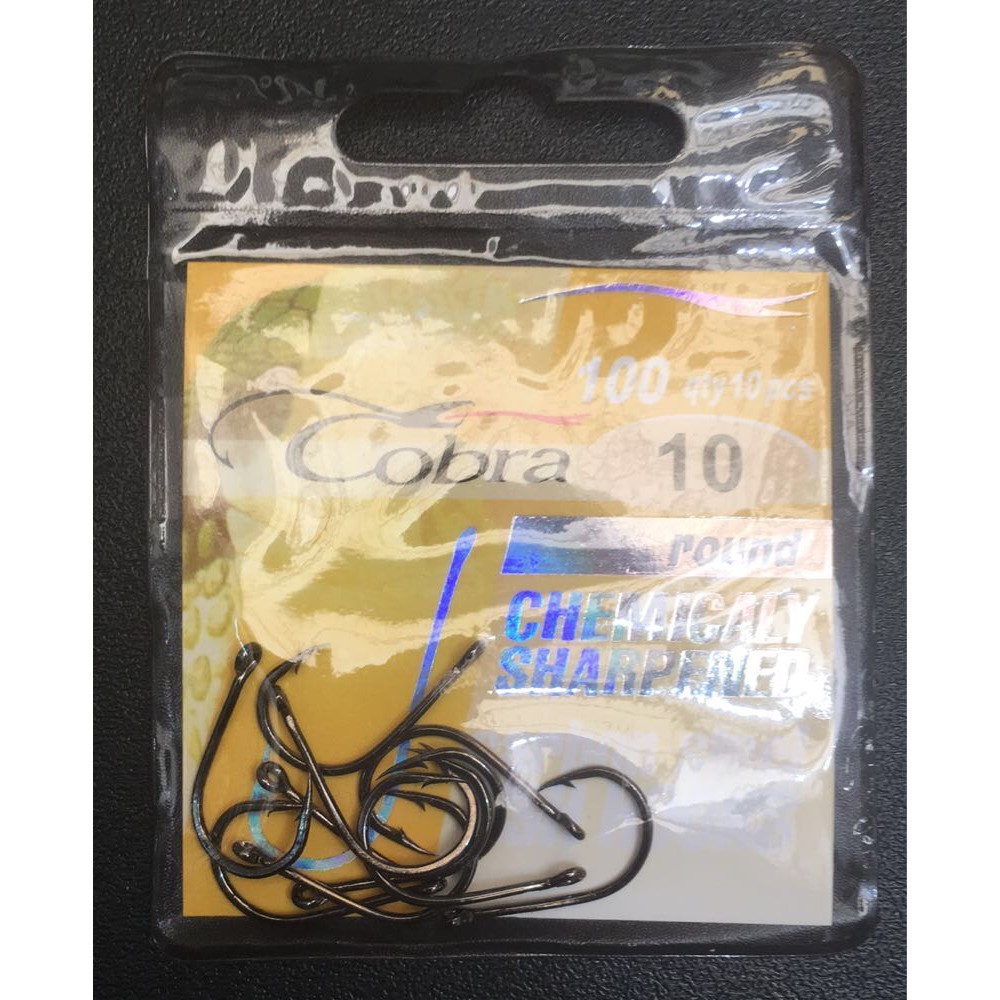 100 qty 10 pcs
Cobra 10
round
CHEMICALY
SHARPENED